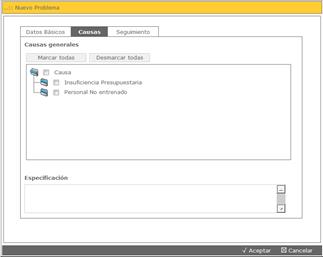 ...:: Nuevo Problema
Datos Básicos Causas Seguimiento
Causas generales
Marcar todas Desmarcar todas
Causa
Insuficiencia Presupuestaria
Personal No entrenado
Especificación
√ Aceptar ☒ Cancelar